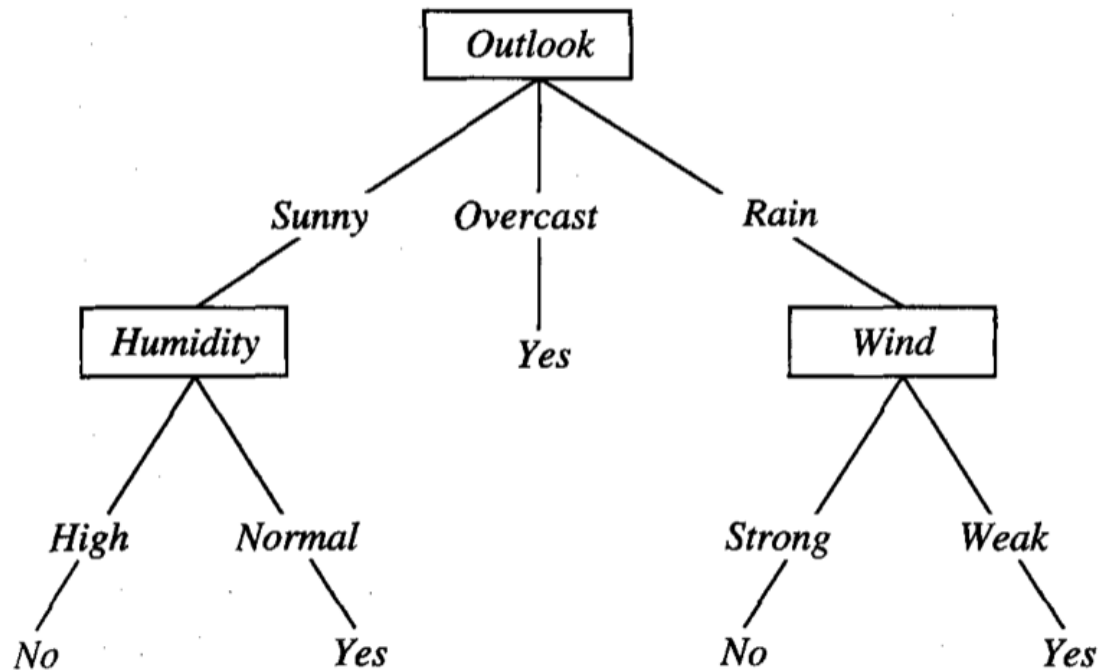 Outlook
Sunny Overcast Rain
Humidity Yes Wind
High Normal Strong Weak
No Yes No Yes